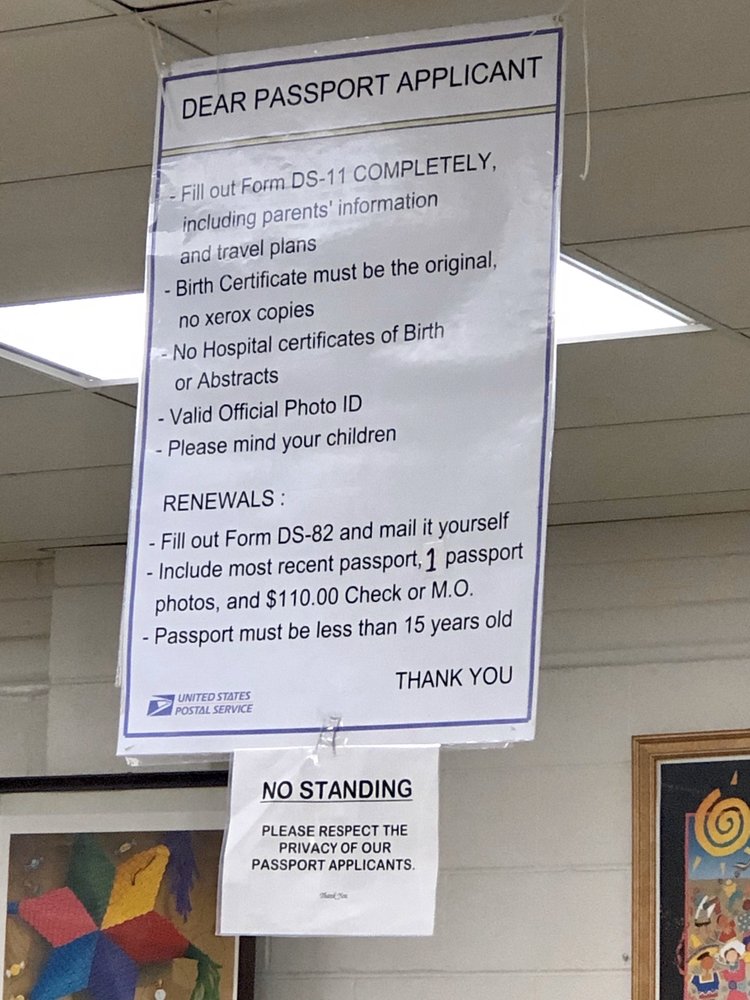 DEAR PASSPORT APPLICANT
- Fill out Form DS-11 COMPLETELY,
including parents' information
and travel plans
- Birth Certificate must be the original,
no xerox copies
- No Hospital certificates of Birth
or Abstracts
- Valid Official Photo ID
- Please mind your children
RENEWALS :
- Fill out Form DS-82 and mail it yourself
- Include most recent passport, 1 passport
photos, and $110.00 Check or M.O.
- Passport must be less than 15 years old
THANK YOU
UNITED STATES
POSTAL SERVICE
NO STANDING
PLEASE RESPECT THE
PRIVACY OF OUR
PASSPORT APPLICANTS.
Thank You